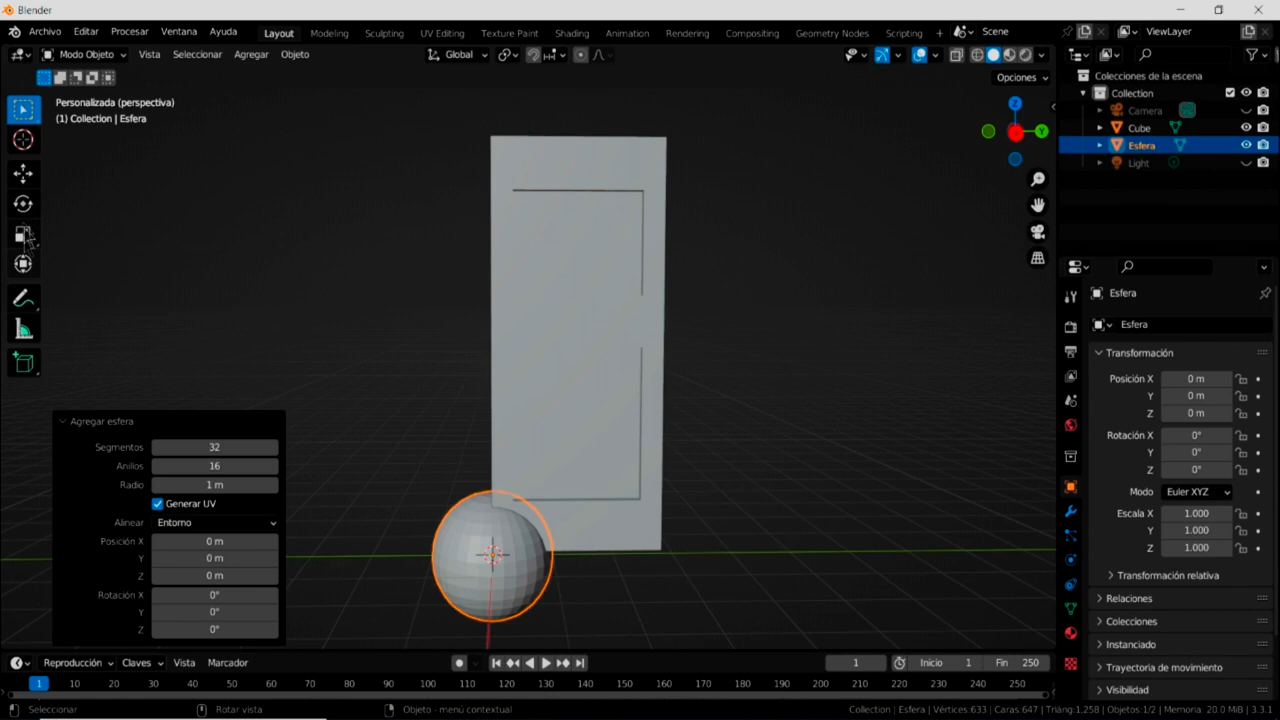 Blender
Archivo Editar Procesar Ventana Ayuda Layout Modeling Sculpting UV Editing Texture Paint Shading Animation Rendering Compositing Geometry Nodes Scripting + Scene ViewLayer
Modo Objeto Vista Seleccionar Agregar Objeto Global
Opciones
Personalizada (perspectiva)
(1) Collection | Esfera
Z
Y
Colecciones de la escena
Collection
Camera
Cube
Esfera
Light
Esfera
Esfera
Transformación
Posición X 0 m
Y 0 m
Z 0 m
Rotación X 0°
Y 0°
Z 0°
Modo Euler XYZ
Escala X 1.000
Y 1.000
Z 1.000
Transformación relativa
Relaciones
Colecciones
Instanciado
Trayectoria de movimiento
Visibilidad
Agregar esfera
Segmentos 32
Anillos 16
Radio 1 m
Generar UV
Alinear Entorno
Posición X 0 m
Y 0 m
Z 0 m
Rotación X 0°
Y 0°
Z 0°
Reproducción Claves Vista Marcador 1 Inicio 1 Fin 250
1 10 20 30 40 50 60 70 80 90 100 110 120 130 140 150 160 170 180 190 200 210 220 230 240 250
Seleccionar Rotar vista Objeto - menú contextual Collection | Esfera | Vértices:633 | Caras:647 | Triáng:1,258 | Objetos:1/2 | Memoria: 20.0 MiB | 3.3.1